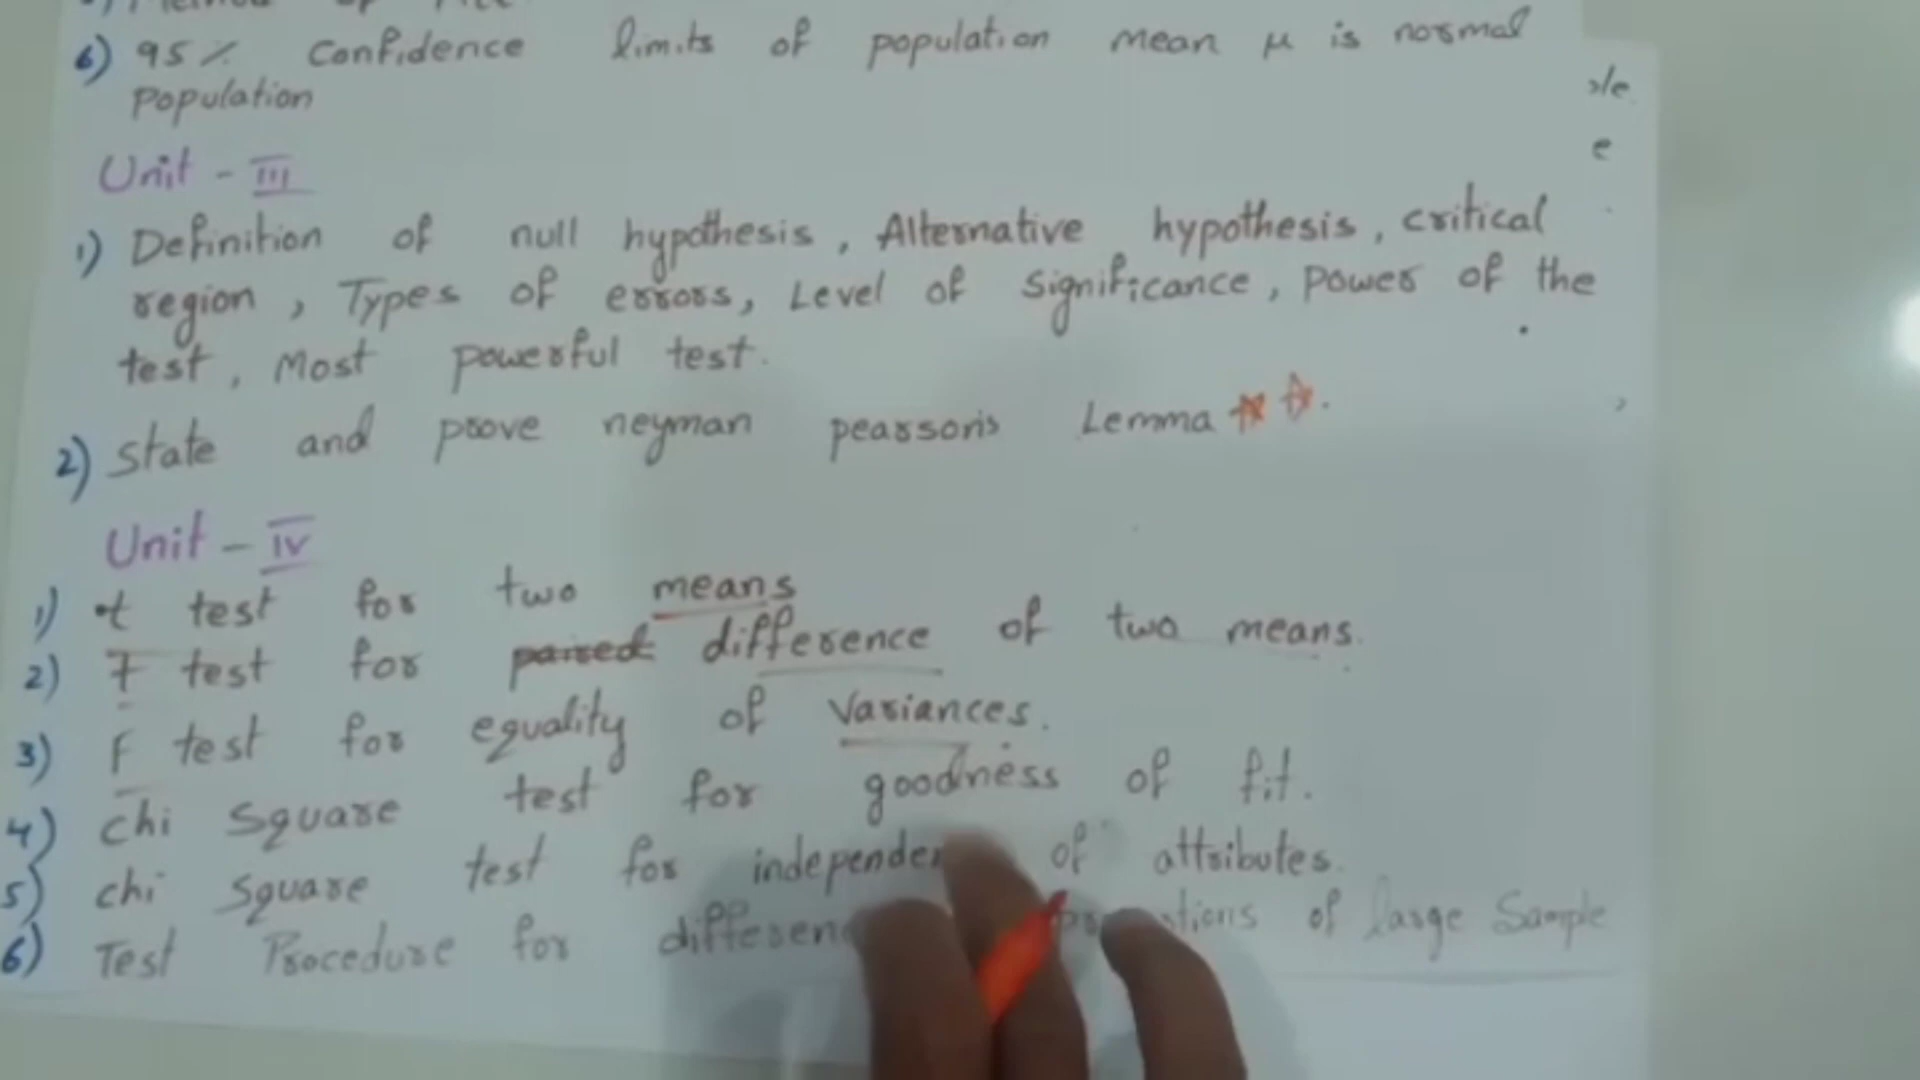 6) 95% Confidence limits of population mean μ is normal
population
Unit - III
1) Definition of null hypothesis, Alternative hypothesis, critical
region, Types of errors, Level of significance, Power of the
test, Most powerful test.
2) State and prove neyman pearson's Lemma
Unit - IV
1) t test for two means
2) test for paired difference of two means.
3) F test for equality of variances.
4) chi Square test for goodness of fit.
5) chi Square test for of attributes.
6) Test Procedure for of large Sample